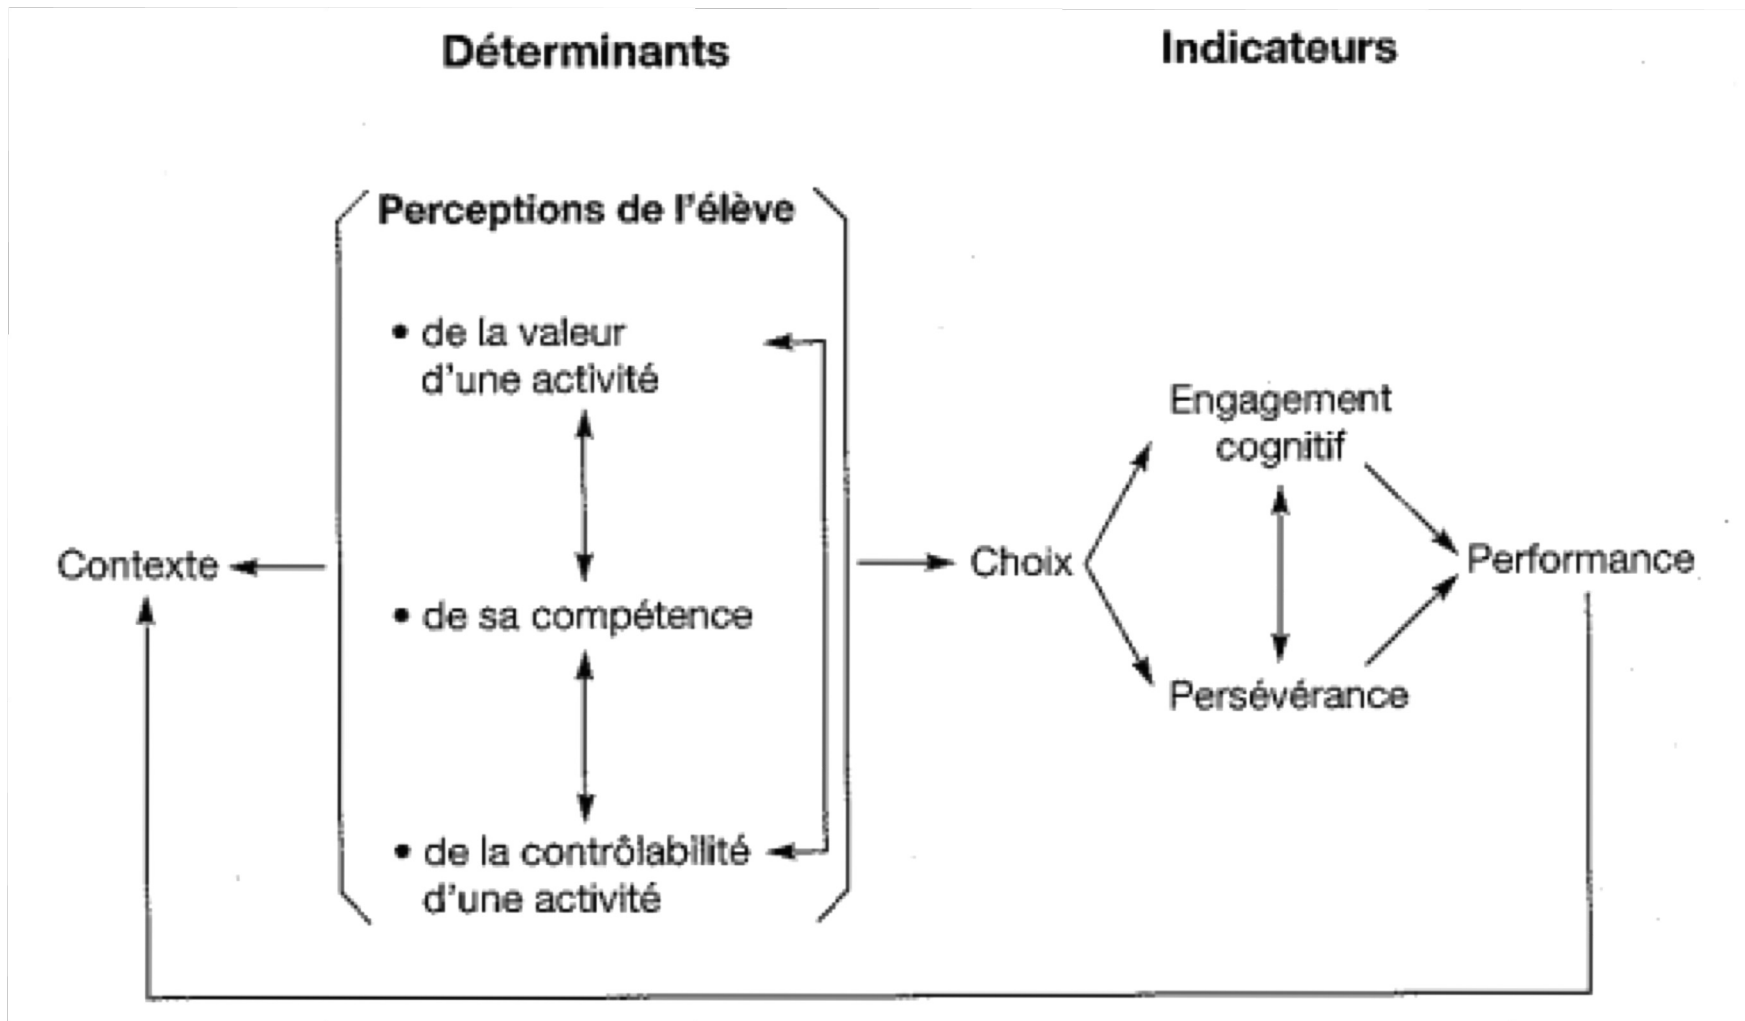 Déterminants
Indicateurs
Perceptions de l'élève
• de la valeur
d'une activité
• de sa compétence
• de la contrôlabilité
d'une activité
Contexte
Choix
Engagement
cognitif
Persévérance
Performance